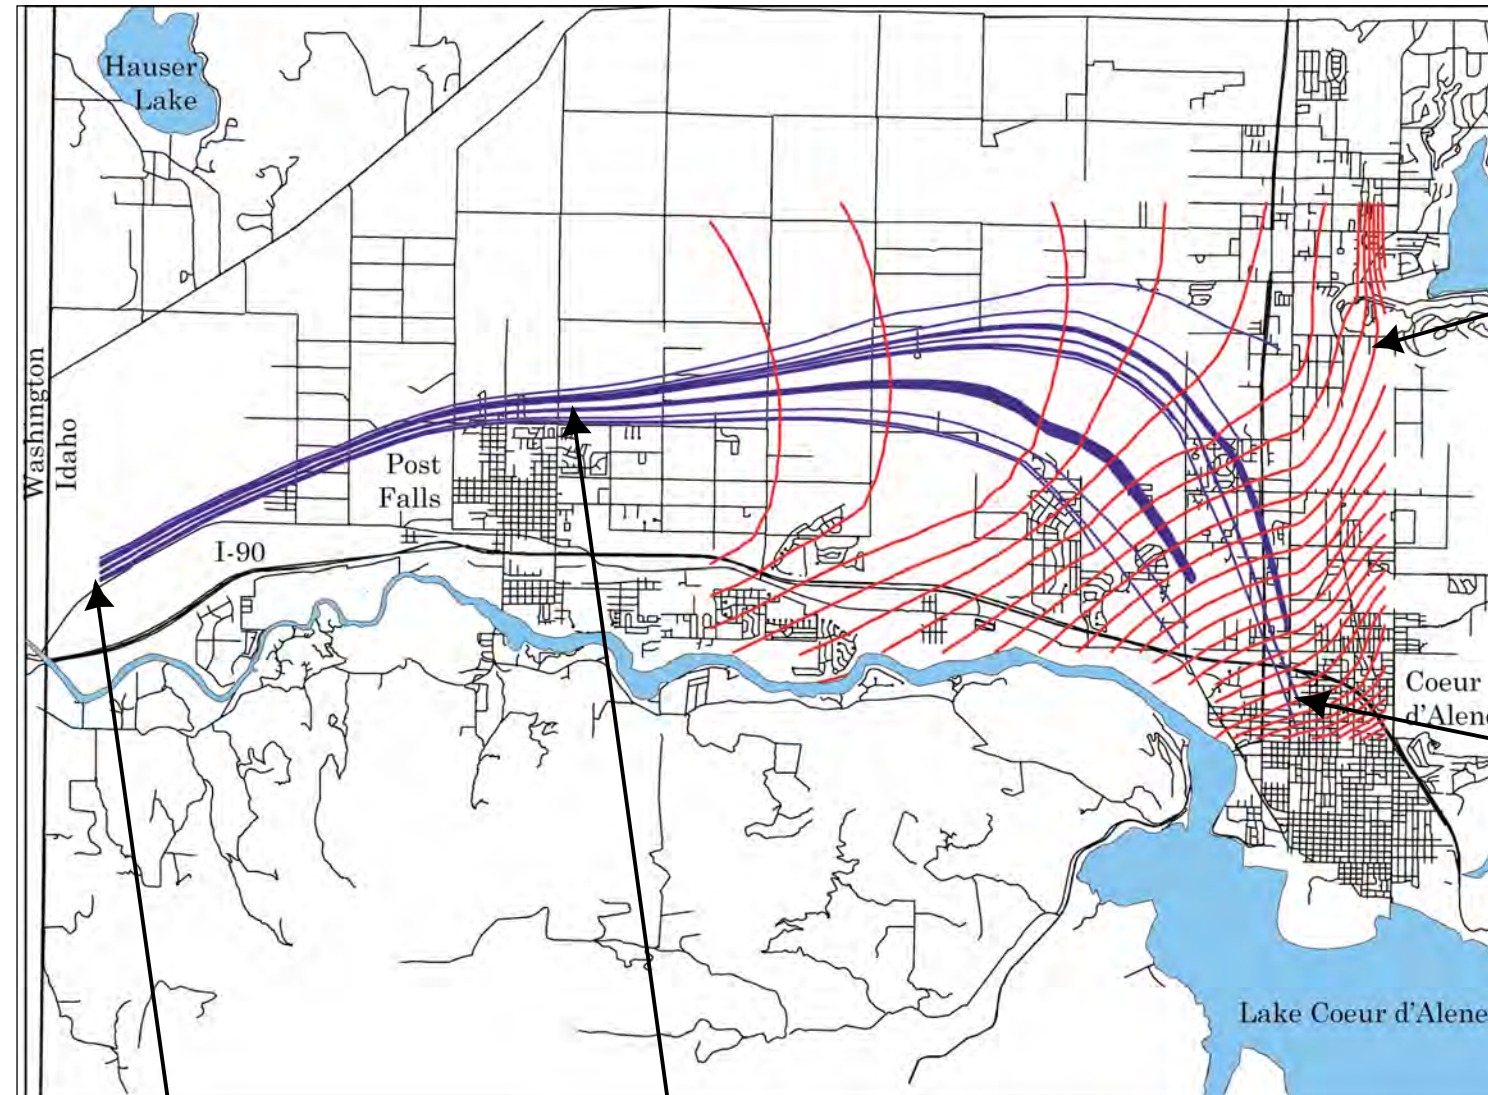 Hauser
Lake
Washington
Idaho
Post
Falls
I-90
Coeur
d'Alene
Lake Coeur d'Alene